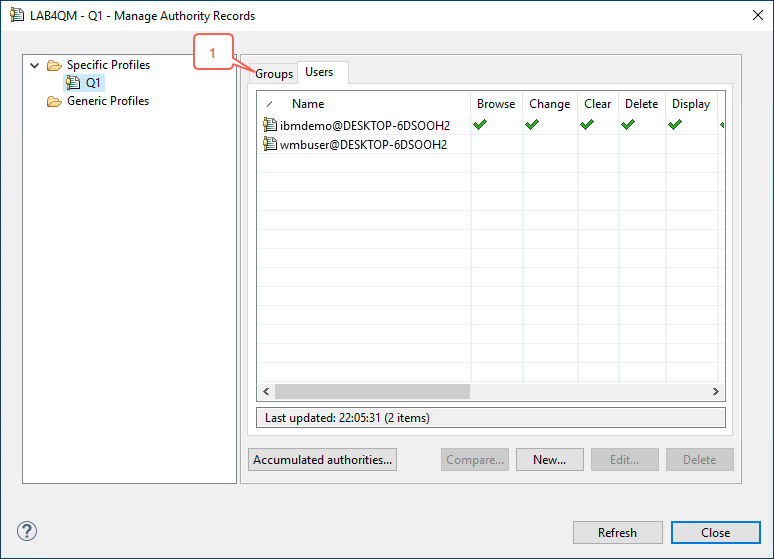 LAB4QM - Q1 - Manage Authority Records
1
Specific Profiles
Q1
Generic Profiles
Groups
Users
Name Browse Change Clear Delete Display
ibmdemo@DESKTOP-6DSOOH2
wmbuser@DESKTOP-6DSOOH2
Last updated: 22:05:31 (2 items)
Accumulated authorities... Compare... New... Edit... Delete
? Refresh Close